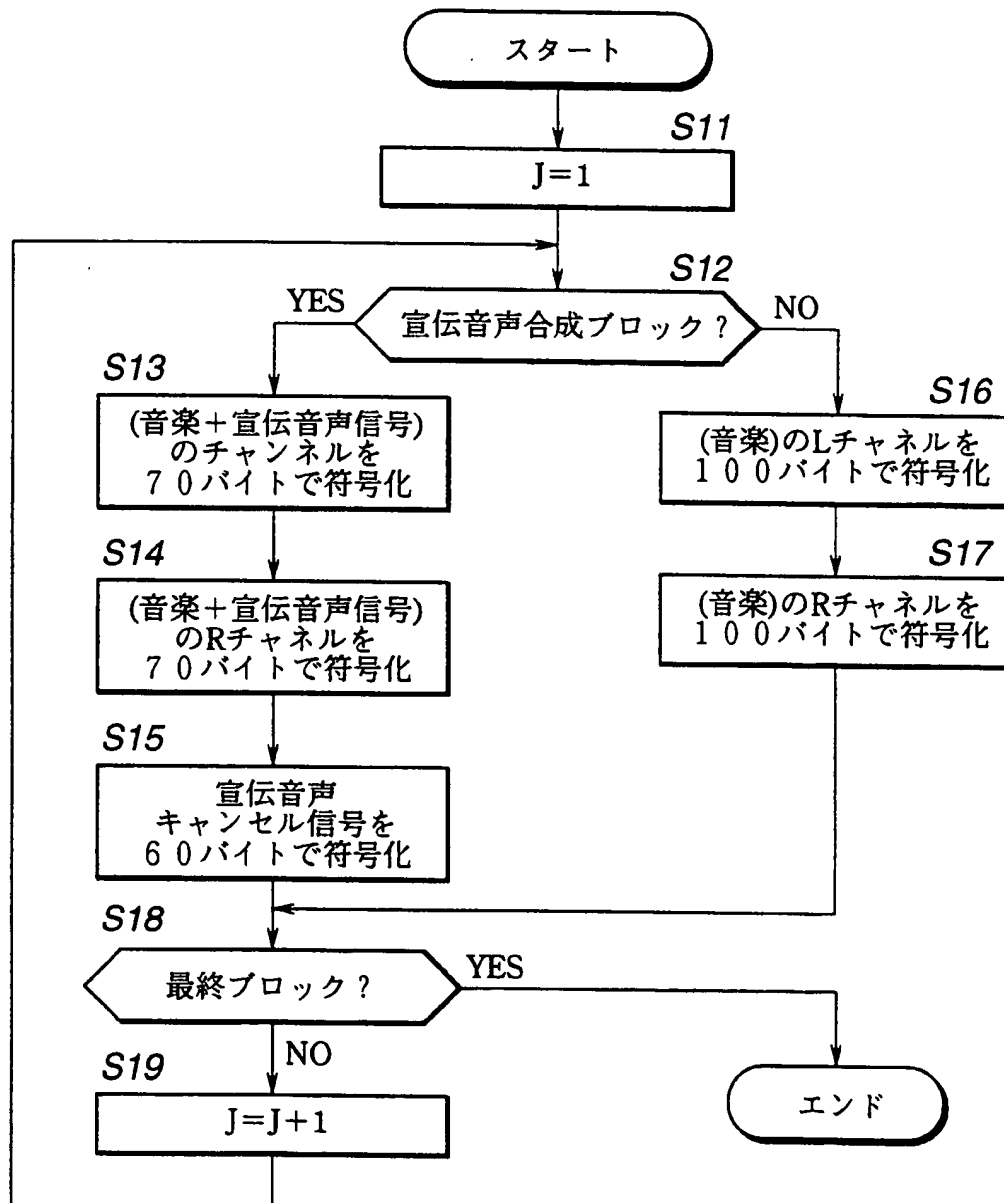 スタート
S11
J=1
S12
宣伝音声合成ブロック?
YES
NO
S13
(音楽+宣伝音声信号)
のチャンネルを
70バイトで符号化
S14
(音楽+宣伝音声信号)
のRチャネルを
70バイトで符号化
S15
宣伝音声
キャンセル信号を
60バイトで符号化
S16
(音楽)のLチャネルを
100バイトで符号化
S17
(音楽)のRチャネルを
100バイトで符号化
S18
最終ブロック?
YES
NO
S19
J=J+1
エンド